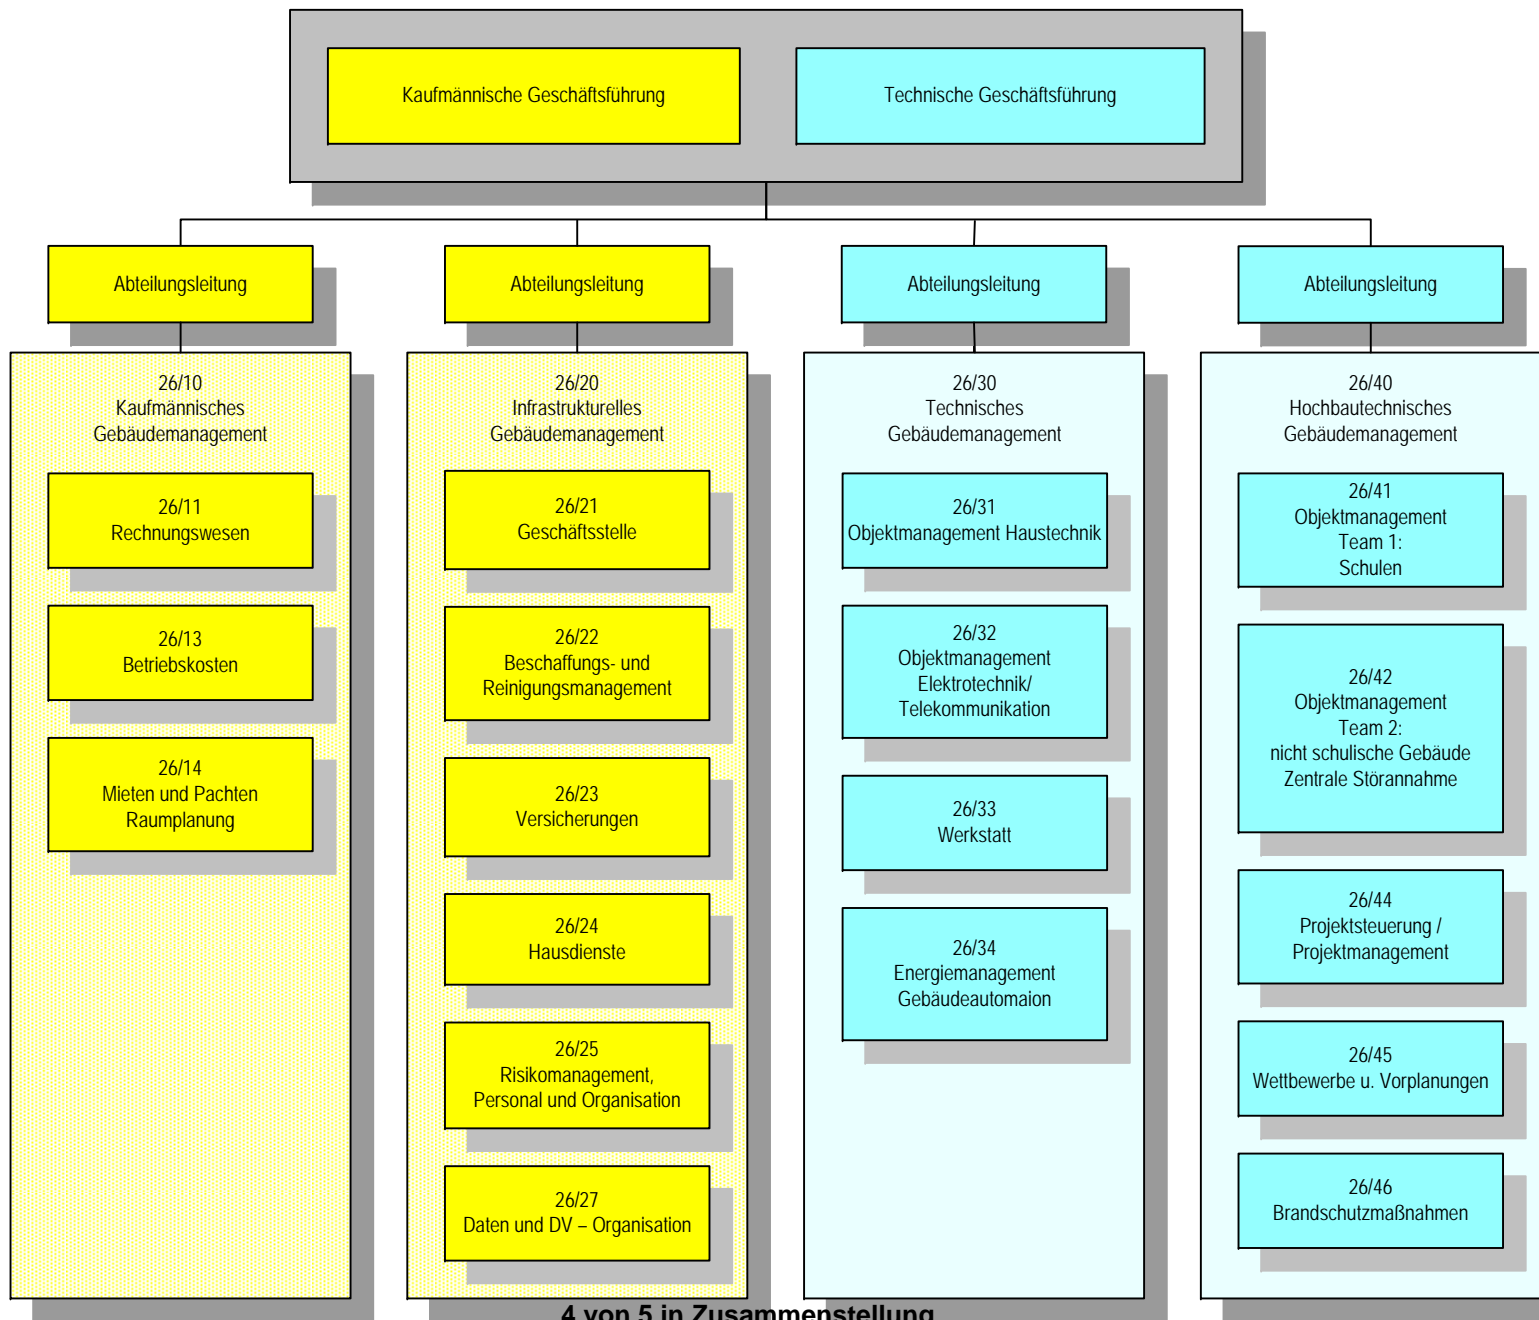 Kaufmännische Geschäftsführung
Technische Geschäftsführung
Abteilungsleitung
Abteilungsleitung
Abteilungsleitung
Abteilungsleitung
26/10
Kaufmännisches
Gebäudemanagement
26/11
Rechnungswesen
26/13
Betriebskosten
26/14
Mieten und Pachten
Raumplanung
26/20
Infrastrukturelles
Gebäudemanagement
26/21
Geschäftsstelle
26/22
Beschaffungs- und
Reinigungsmanagement
26/23
Versicherungen
26/24
Hausdienste
26/25
Risikomanagement,
Personal und Organisation
26/27
Daten und DV – Organisation
26/30
Technisches
Gebäudemanagement
26/31
Objektmanagement Haustechnik
26/32
Objektmanagement
Elektrotechnik/
Telekommunikation
26/33
Werkstatt
26/34
Energiemanagement
Gebäudeautomaion
26/40
Hochbautechnisches
Gebäudemanagement
26/41
Objektmanagement
Team 1:
Schulen
26/42
Objektmanagement
Team 2:
nicht schulische Gebäude
Zentrale Störannahme
26/44
Projektsteuerung /
Projektmanagement
26/45
Wettbewerbe u. Vorplanungen
26/46
Brandschutzmaßnahmen
4 von 5 in Zusammenstellung